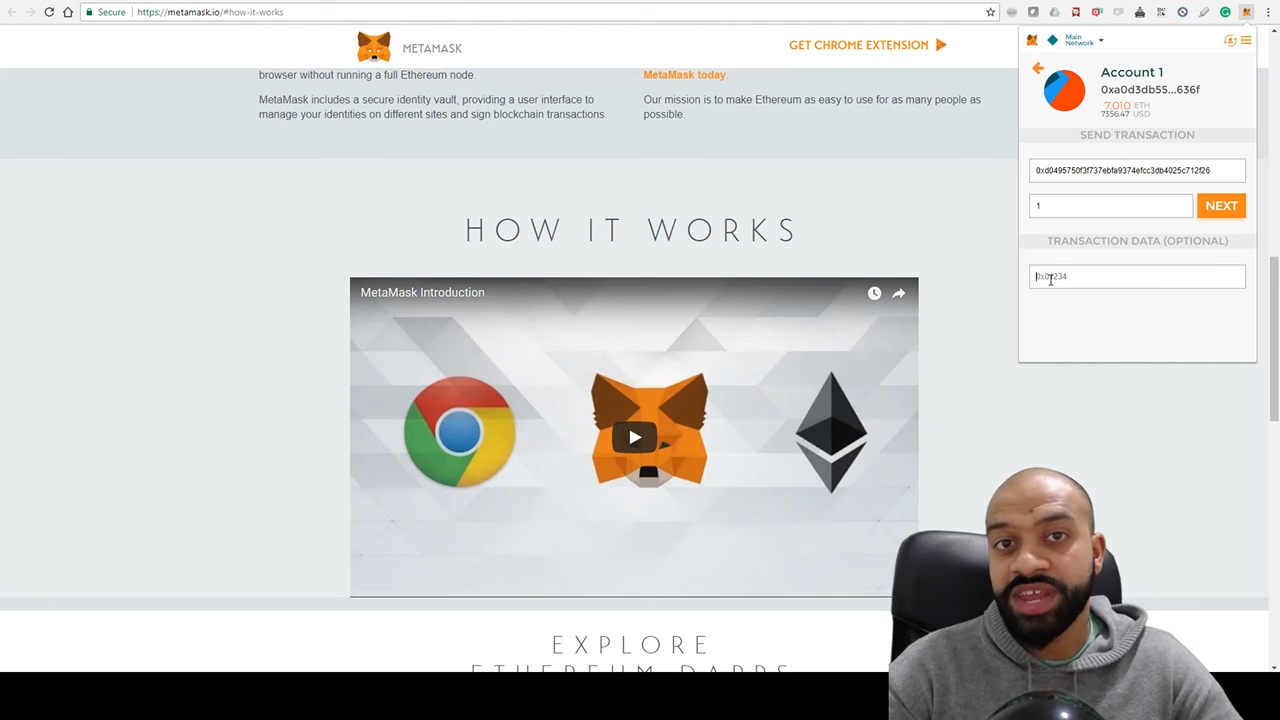 Secure
https://metamask.io/#how-it-works
METAMASK
GET CHROME EXTENSION
browser without running a full Ethereum node.
MetaMask includes a secure identity vault, providing a user interface to
manage your identities on different sites and sign blockchain transactions.
MetaMask today.
Our mission is to make Ethereum as easy to use for as many people as
possible.
HOW IT WORKS
MetaMask Introduction
EXPLORE
ETHEREUM DAPPS
Main
Network
Account 1
0xa0d3db55...636f
7.010 ETH
7356.47 USD
SEND TRANSACTION
0xd0495750f3f737ebfa9374efcc3db4025c712f26
1
NEXT
TRANSACTION DATA (OPTIONAL)
0x01234